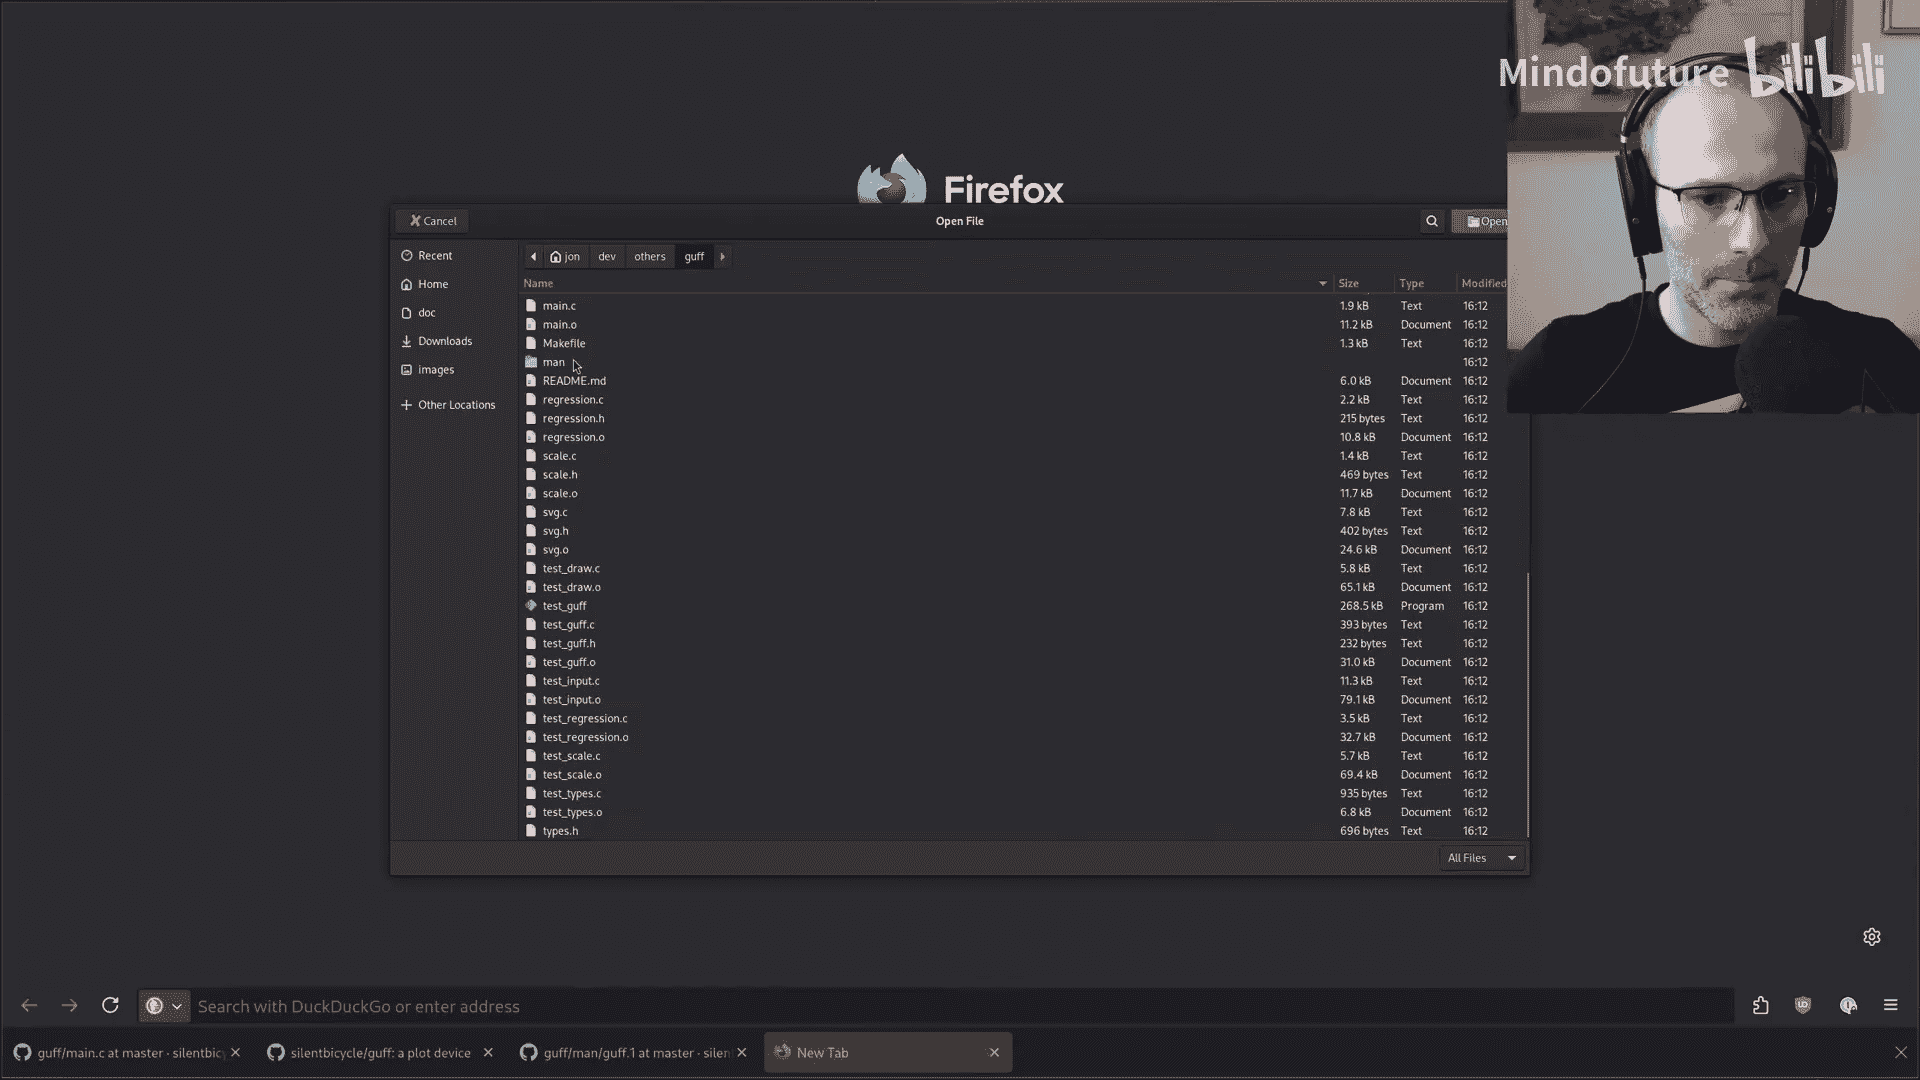 Mindofuture bilibili
Firefox
Cancel
Open File
Open
Recent
Home
doc
Downloads
images
Other Locations
jon dev others guff
Name Size Type Modified
main.c 1.9 kB Text 16:12
main.o 11.2 kB Document 16:12
Makefile 1.3 kB Text 16:12
man 16:12
README.md 6.0 kB Document 16:12
regression.c 2.2 kB Text 16:12
regression.h 215 bytes Text 16:12
regression.o 10.8 kB Document 16:12
scale.c 1.4 kB Text 16:12
scale.h 469 bytes Text 16:12
scale.o 11.7 kB Document 16:12
svg.c 7.8 kB Text 16:12
svg.h 402 bytes Text 16:12
svg.o 24.6 kB Document 16:12
test_draw.c 5.8 kB Text 16:12
test_draw.o 65.1 kB Document 16:12
test_guff 268.5 kB Program 16:12
test_guff.c 393 bytes Text 16:12
test_guff.h 232 bytes Text 16:12
test_guff.o 31.0 kB Document 16:12
test_input.c 11.3 kB Text 16:12
test_input.o 79.1 kB Document 16:12
test_regression.c 3.5 kB Text 16:12
test_regression.o 32.7 kB Document 16:12
test_scale.c 5.7 kB Text 16:12
test_scale.o 69.4 kB Document 16:12
test_types.c 935 bytes Text 16:12
test_types.o 6.8 kB Document 16:12
types.h 696 bytes Text 16:12
All Files
Search with DuckDuckGo or enter address
guff/main.c at master · silentbic
silentbicycle/guff: a plot device
guff/man/guff.1 at master · silen
New Tab